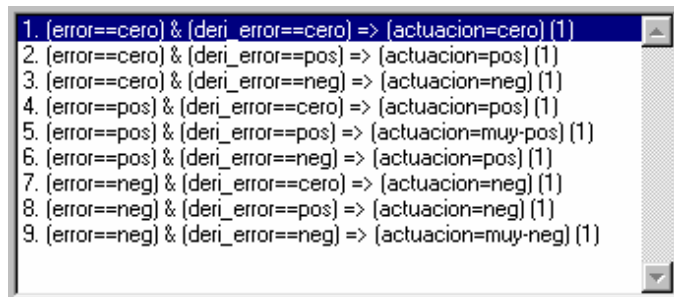 1. (error==cero) & (deri_error==cero) => (actuacion=cero) (1)
2. (error==cero) & (deri_error==pos) => (actuacion=pos) (1)
3. (error==cero) & (deri_error==neg) => (actuacion=neg) (1)
4. (error==pos) & (deri_error==cero) => (actuacion=pos) (1)
5. (error==pos) & (deri_error==pos) => (actuacion=muy-pos) (1)
6. (error==pos) & (deri_error==neg) => (actuacion=pos) (1)
7. (error==neg) & (deri_error==cero) => (actuacion=neg) (1)
8. (error==neg) & (deri_error==pos) => (actuacion=neg) (1)
9. (error==neg) & (deri_error==neg) => (actuacion=muy-neg) (1)